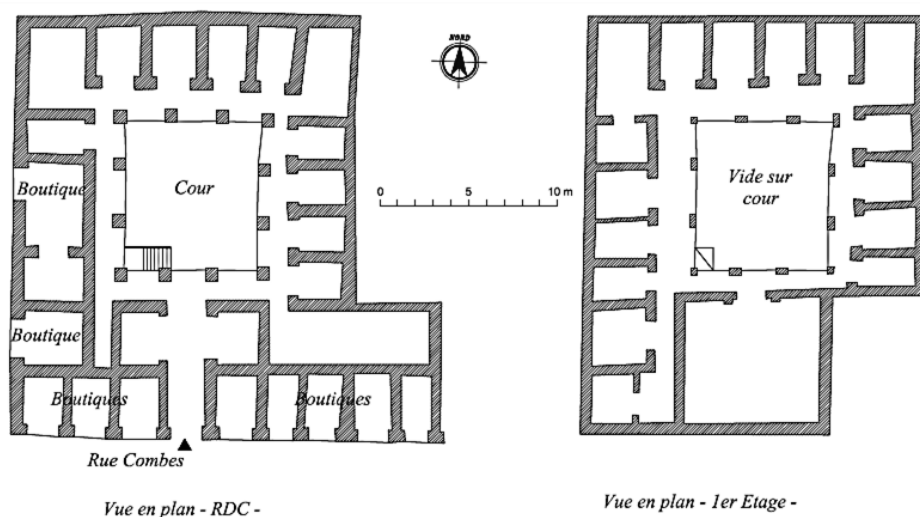 NORD
Boutique
Cour
0 5 10 m
Vide sur
cour
Boutique
Boutiques
Boutiques
Rue Combes
Vue en plan - RDC -
Vue en plan - 1er Etage -